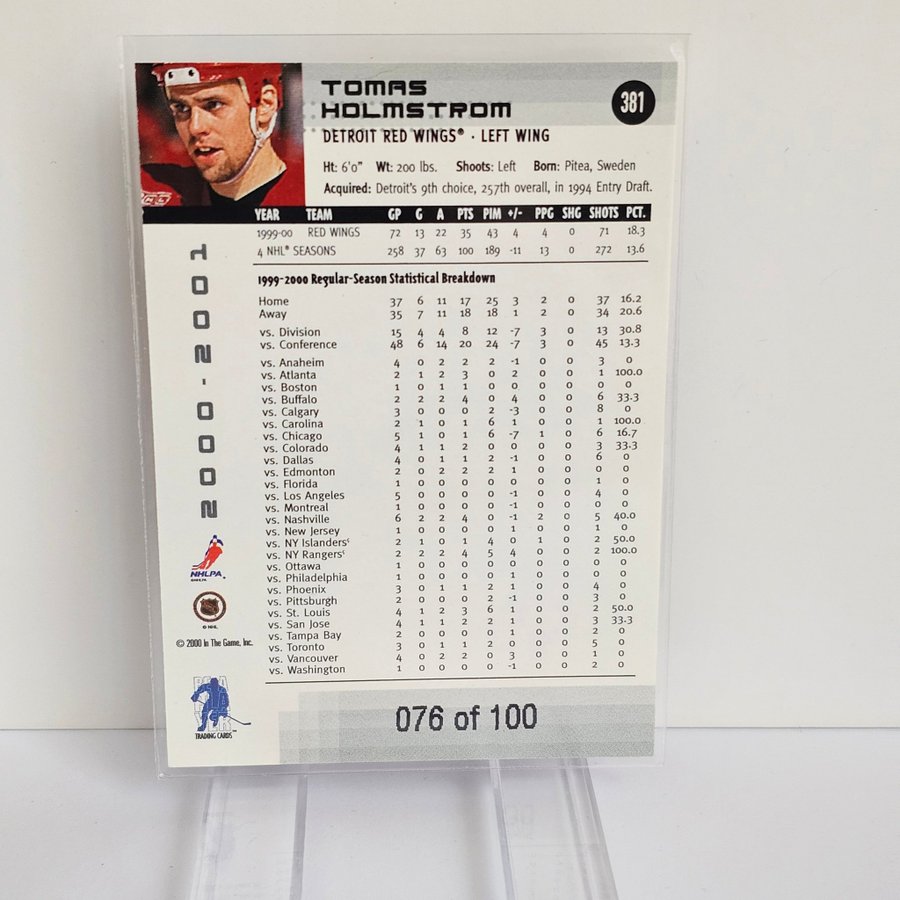 TOMAS
HOLMSTROM
381
DETROIT RED WINGS® · LEFT WING
Ht: 6'0" Wt: 200 lbs. Shoots: Left Born: Pitea, Sweden
Acquired: Detroit's 9th choice, 257th overall, in 1994 Entry Draft.
YEAR TEAM GP G A PTS PIM +/- PPG SHG SHOTS PCT.
1999-00 RED WINGS 72 13 22 35 43 4 4 0 71 18.3
4 NHL® SEASONS 258 37 63 100 189 -11 13 0 272 13.6
1999-2000 Regular-Season Statistical Breakdown
Home 37 6 11 17 25 3 2 0 37 16.2
Away 35 7 11 18 18 1 2 0 34 20.6
vs. Division 15 4 4 8 12 -7 3 0 13 30.8
vs. Conference 48 6 14 20 24 -7 3 0 45 13.3
vs. Anaheim 4 0 2 2 2 -1 0 0 3 0
vs. Atlanta 2 1 2 3 0 2 0 0 1 100.0
vs. Boston 1 0 1 1 0 0 0 0 0 0
vs. Buffalo 2 2 2 4 0 4 0 0 6 33.3
vs. Calgary 3 0 0 0 2 -3 0 0 8 0
vs. Carolina 2 1 0 1 6 1 0 0 1 100.0
vs. Chicago 5 1 0 1 6 -7 1 0 6 16.7
vs. Colorado 4 1 1 2 0 0 0 0 3 33.3
vs. Dallas 4 0 1 1 2 -1 0 0 6 0
vs. Edmonton 2 0 2 2 2 1 0 0 0 0
vs. Florida 1 0 0 0 0 0 0 0 1 0
vs. Los Angeles 5 0 0 0 0 -1 0 0 4 0
vs. Montreal 1 0 0 0 0 -1 0 0 0 0
vs. Nashville 6 2 2 4 0 -1 2 0 5 40.0
vs. New Jersey 1 0 0 0 0 1 0 0 1 0
vs. NY Islanders 2 1 0 1 4 0 1 0 2 50.0
vs. NY Rangers 2 2 2 4 5 4 0 0 2 100.0
vs. Ottawa 1 0 0 0 0 0 0 0 0 0
vs. Philadelphia 1 0 0 0 0 1 0 0 0 0
vs. Phoenix 3 0 1 1 2 1 0 0 4 0
vs. Pittsburgh 2 0 0 0 2 -1 0 0 3 0
vs. St. Louis 4 1 2 3 6 1 0 0 2 50.0
vs. San Jose 4 1 1 2 2 1 0 0 3 33.3
vs. Tampa Bay 2 0 0 0 0 1 0 0 2 0
vs. Toronto 3 0 1 1 2 0 0 0 5 0
vs. Vancouver 4 0 2 2 0 3 0 0 1 0
vs. Washington 1 0 0 0 0 -1 0 0 2 0
2000-2001
NHLPA
© NHL
© 2000 In The Game, Inc.
BE A
PLAYER
TRADING CARDS
076 of 100